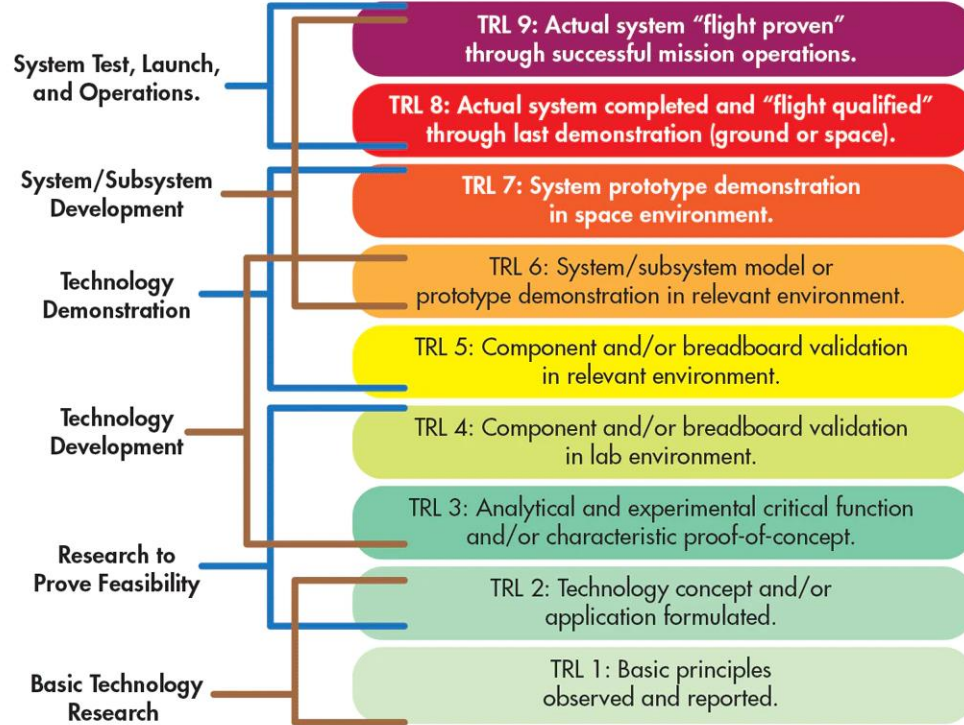 System Test, Launch,
and Operations.
System/Subsystem
Development
Technology
Demonstration
Technology
Development
Research to
Prove Feasibility
Basic Technology
Research
TRL 9: Actual system “flight proven”
through successful mission operations.
TRL 8: Actual system completed and “flight qualified”
through last demonstration (ground or space).
TRL 7: System prototype demonstration
in space environment.
TRL 6: System/subsystem model or
prototype demonstration in relevant environment.
TRL 5: Component and/or breadboard validation
in relevant environment.
TRL 4: Component and/or breadboard validation
in lab environment.
TRL 3: Analytical and experimental critical function
and/or characteristic proof-of-concept.
TRL 2: Technology concept and/or
application formulated.
TRL 1: Basic principles
observed and reported.